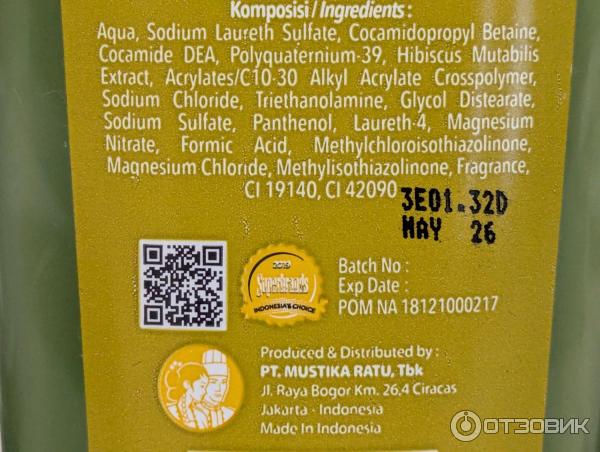 Komposisi / Ingredients :
Aqua, Sodium Laureth Sulfate, Cocamidopropyl Betaine,
Cocamide DEA, Polyquaternium-39, Hibiscus Mutabilis
Extract, Acrylates/C10-30 Alkyl Acrylate Crosspolymer,
Sodium Chloride, Triethanolamine, Glycol Distearate,
Sodium Sulfate, Panthenol, Laureth-4, Magnesium
Nitrate, Formic Acid, Methylchloroisothiazolinone,
Magnesium Chloride, Methylisothiazolinone, Fragrance,
CI 19140, CI 42090
3E01.32D
MAY 26
2019
Superbrands
INDONESIA'S CHOICE
Batch No :
Exp Date :
POM NA 18121000217
Produced & Distributed by :
PT. MUSTIKA RATU, Tbk
Jl. Raya Bogor Km. 26,4 Ciracas
Jakarta - Indonesia
Made In Indonesia
ОТЗОВИК